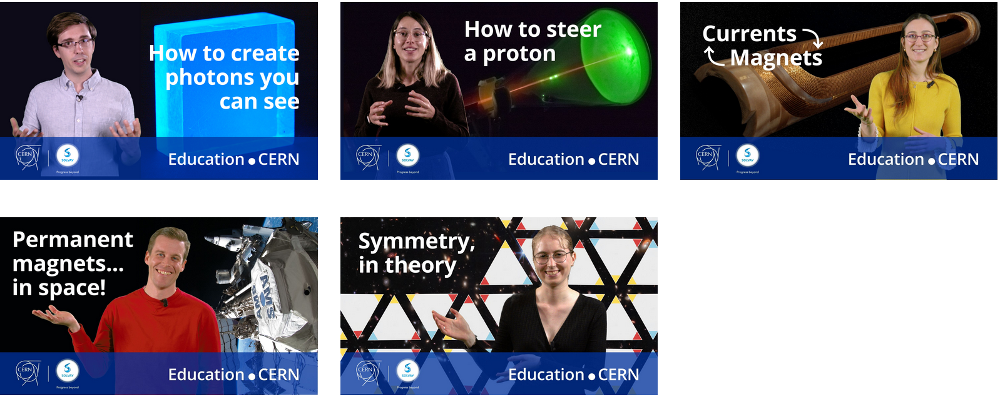 How to create
photons you
can see
CERN
SOLVAY
Progress beyond
Education • CERN
How to steer
a proton
CERN
SOLVAY
Progress beyond
Education • CERN
Currents
Magnets
CERN
SOLVAY
Progress beyond
Education • CERN
Permanent
magnets...
in space!
AMS
CERN
SOLVAY
Progress beyond
Education • CERN
Symmetry,
in theory
CERN
SOLVAY
Progress beyond
Education • CERN